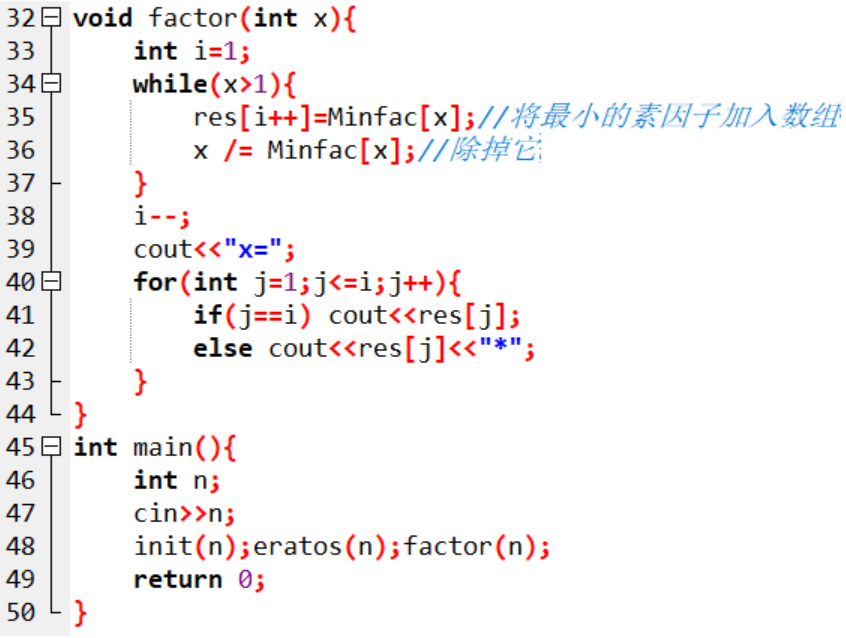 32 void factor(int x){
33     int i=1;
34     while(x>1){
35         res[i++]=Minfac[x];//将最小的素因子加入数组
36         x /= Minfac[x];//除掉它
37     }
38     i--;
39     cout<<"x=";
40     for(int j=1;j<=i;j++){
41         if(j==i) cout<<res[j];
42         else cout<<res[j]<<"*";
43     }
44 }
45 int main(){
46     int n;
47     cin>>n;
48     init(n);eratos(n);factor(n);
49     return 0;
50 }